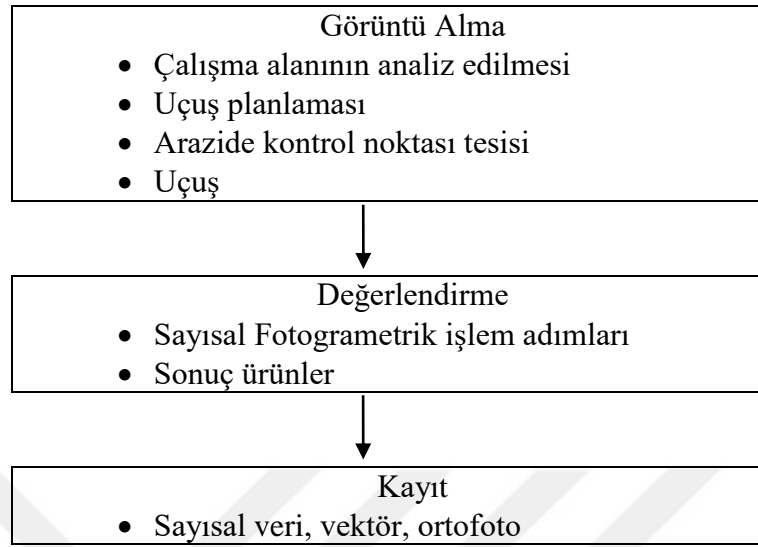 Görüntü Alma
• Çalışma alanının analiz edilmesi
• Uçuş planlaması
• Arazide kontrol noktası tesisi
• Uçuş
Değerlendirme
• Sayısal Fotogrametrik işlem adımları
• Sonuç ürünler
Kayıt
• Sayısal veri, vektör, ortofoto